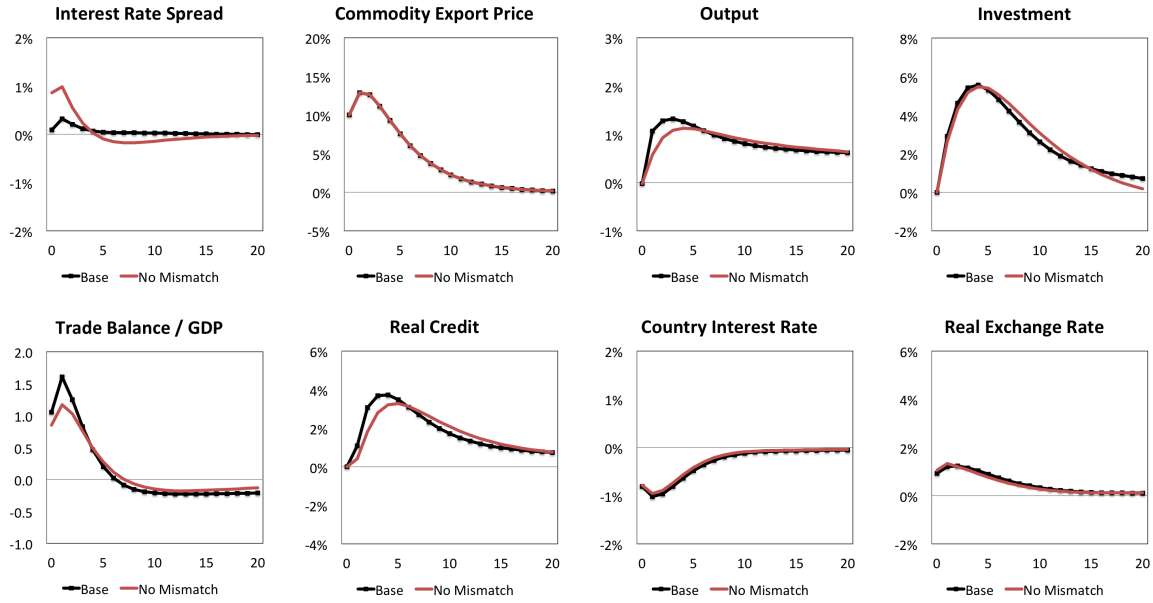 Interest Rate Spread
2%
1%
0%
-1%
-2%
0 5 10 15 20
Base No Mismatch
Commodity Export Price
20%
15%
10%
5%
0%
-5%
0 5 10 15 20
Base No Mismatch
Output
3%
2%
1%
0%
-1%
0 5 10 15 20
Base No Mismatch
Investment
8%
6%
4%
2%
0%
-2%
0 5 10 15 20
Base No Mismatch
Trade Balance / GDP
2.0
1.5
1.0
0.5
0.0
-0.5
-1.0
0 5 10 15 20
Base No Mismatch
Real Credit
6%
4%
2%
0%
-2%
-4%
0 5 10 15 20
Base No Mismatch
Country Interest Rate
2%
1%
0%
-1%
-2%
0 5 10 15 20
Base No Mismatch
Real Exchange Rate
6%
4%
2%
0%
-2%
0 5 10 15 20
Base No Mismatch